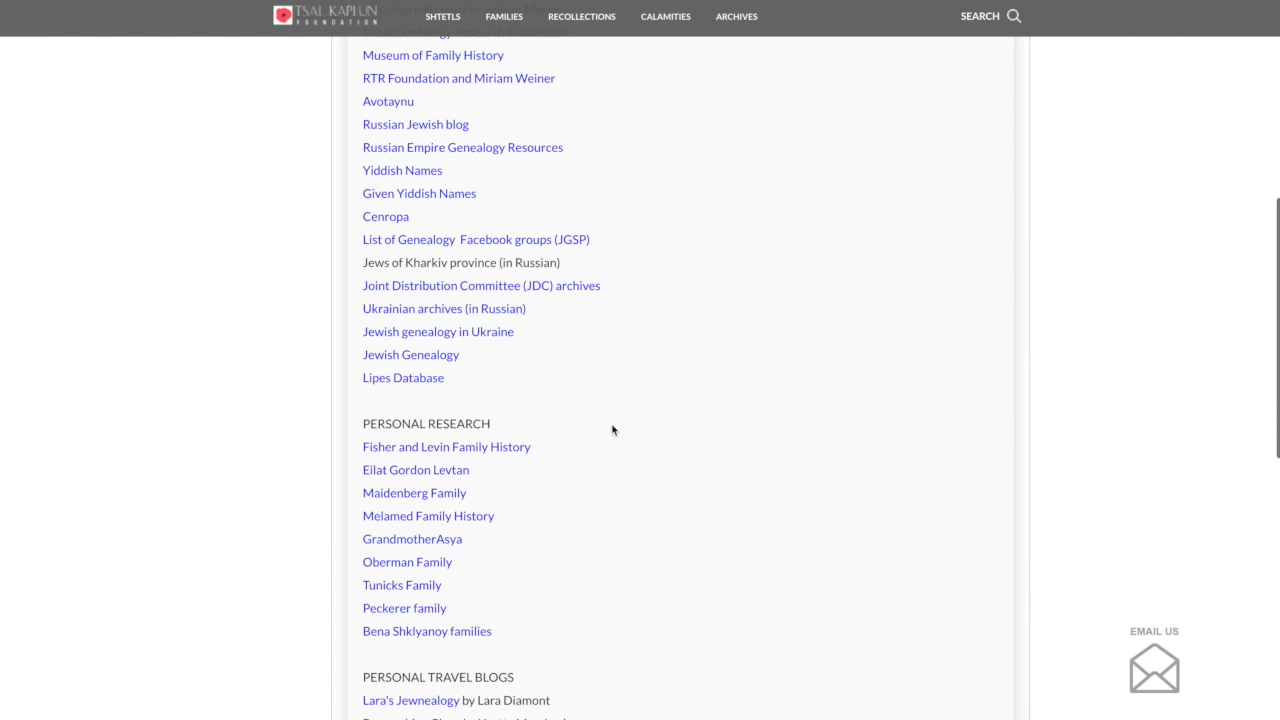 TSAL KAPLUN
FOUNDATION
SHTETLS
FAMILIES
RECOLLECTIONS
CALAMITIES
ARCHIVES
SEARCH
Museum of Family History
RTR Foundation and Miriam Weiner
Avotaynu
Russian Jewish blog
Russian Empire Genealogy Resources
Yiddish Names
Given Yiddish Names
Cenropa
List of Genealogy  Facebook groups (JGSP)
Jews of Kharkiv province (in Russian)
Joint Distribution Committee (JDC) archives
Ukrainian archives (in Russian)
Jewish genealogy in Ukraine
Jewish Genealogy
Lipes Database
PERSONAL RESEARCH
Fisher and Levin Family History
Eilat Gordon Levtan
Maidenberg Family
Melamed Family History
GrandmotherAsya
Oberman Family
Tunicks Family
Peckerer family
Bena Shklyanoy families
EMAIL US
PERSONAL TRAVEL BLOGS
Lara's Jewnealogy by Lara Diamont